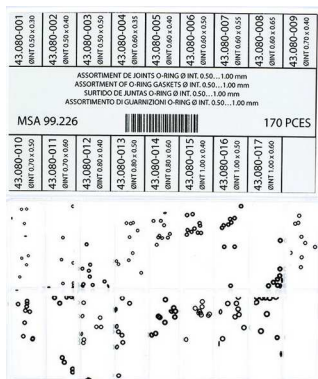 43.080-001
ØINT 0.50 x 0.30
43.080-002
ØINT 0.50 x 0.40
43.080-003
ØINT 0.50 x 0.50
43.080-004
ØINT 0.60 x 0.35
43.080-005
ØINT 0.60 x 0.40
43.080-006
ØINT 0.60 x 0.50
43.080-007
ØINT 0.60 x 0.55
43.080-008
ØINT 0.60 x 0.65
43.080-009
ØINT 0.70 x 0.40
ASSORTIMENT DE JOINTS O-RING Ø INT. 0.50...1.00 mm
ASSORTMENT OF O-RING GASKETS Ø INT. 0.50...1.00 mm
SURTIDO DE JUNTAS O-RING Ø INT. 0.50...1.00 mm
ASSORTIMENTO DI GUARNIZIONI O-RING Ø INT. 0.50...1.00 mm
MSA 99.226
170 PCES
43.080-010
ØINT 0.70 x 0.50
43.080-011
ØINT 0.70 x 0.60
43.080-012
ØINT 0.80 x 0.40
43.080-013
ØINT 0.80 x 0.50
43.080-014
ØINT 0.80 x 0.60
43.080-015
ØINT 1.00 x 0.40
43.080-016
ØINT 1.00 x 0.50
43.080-017
ØINT 1.00 x 0.60